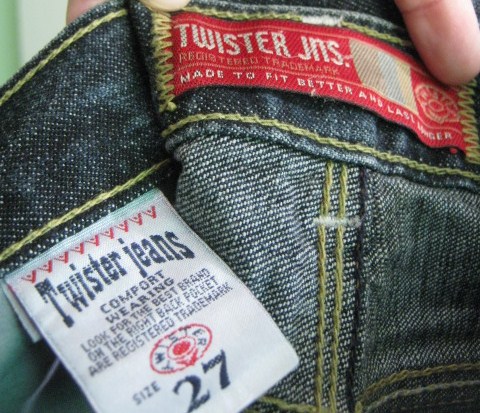 TWISTER JNS.
REGISTERED TRADEMARK
MADE TO FIT BETTER AND LAST LONGER
Twister jeans
COMFORT
WEARING
LOOK FOR THE BEST BRAND
ON THE RIGHT BACK POCKET
ARE REGISTERED TRADEMARK
SIZE 27